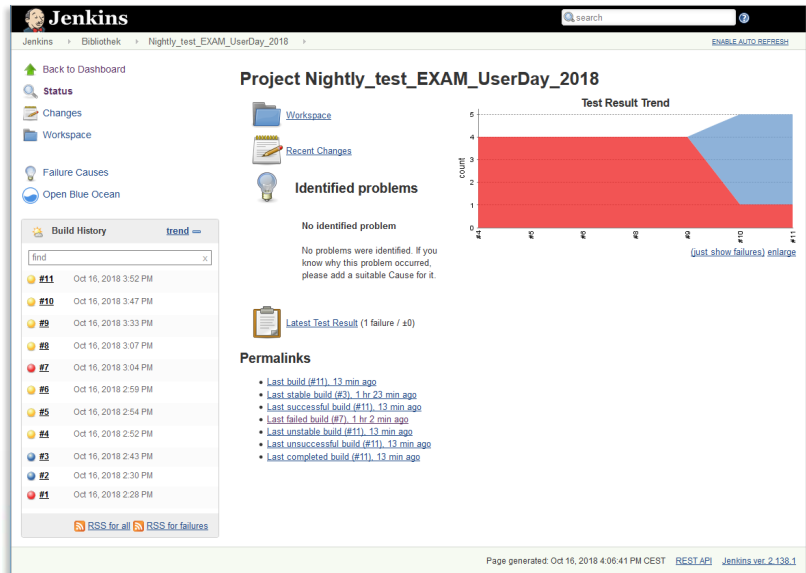 Jenkins
search
Jenkins Bibliothek Nightly_test_EXAM_UserDay_2018
ENABLE AUTO REFRESH
Back to Dashboard
Status
Changes
Workspace
Failure Causes
Open Blue Ocean
Build History trend
find x
#11 Oct 16, 2018 3:52 PM
#10 Oct 16, 2018 3:47 PM
#9 Oct 16, 2018 3:33 PM
#8 Oct 16, 2018 3:07 PM
#7 Oct 16, 2018 3:04 PM
#6 Oct 16, 2018 2:59 PM
#5 Oct 16, 2018 2:54 PM
#4 Oct 16, 2018 2:52 PM
#3 Oct 16, 2018 2:43 PM
#2 Oct 16, 2018 2:30 PM
#1 Oct 16, 2018 2:28 PM
RSS for all RSS for failures
Project Nightly_test_EXAM_UserDay_2018
Workspace
Recent Changes
Identified problems
No identified problem
No problems were identified. If you
know why this problem occurred,
please add a suitable Cause for it.
Latest Test Result (1 failure / ±0)
Test Result Trend
count
5
4
3
2
1
0
#4 #5 #6 #8 #9 #10 #11
(just show failures) enlarge
Permalinks
• Last build (#11), 13 min ago
• Last stable build (#3), 1 hr 23 min ago
• Last successful build (#11), 13 min ago
• Last failed build (#7), 1 hr 2 min ago
• Last unstable build (#11), 13 min ago
• Last unsuccessful build (#11), 13 min ago
• Last completed build (#11), 13 min ago
Page generated: Oct 16, 2018 4:06:41 PM CEST REST API Jenkins ver. 2.138.1